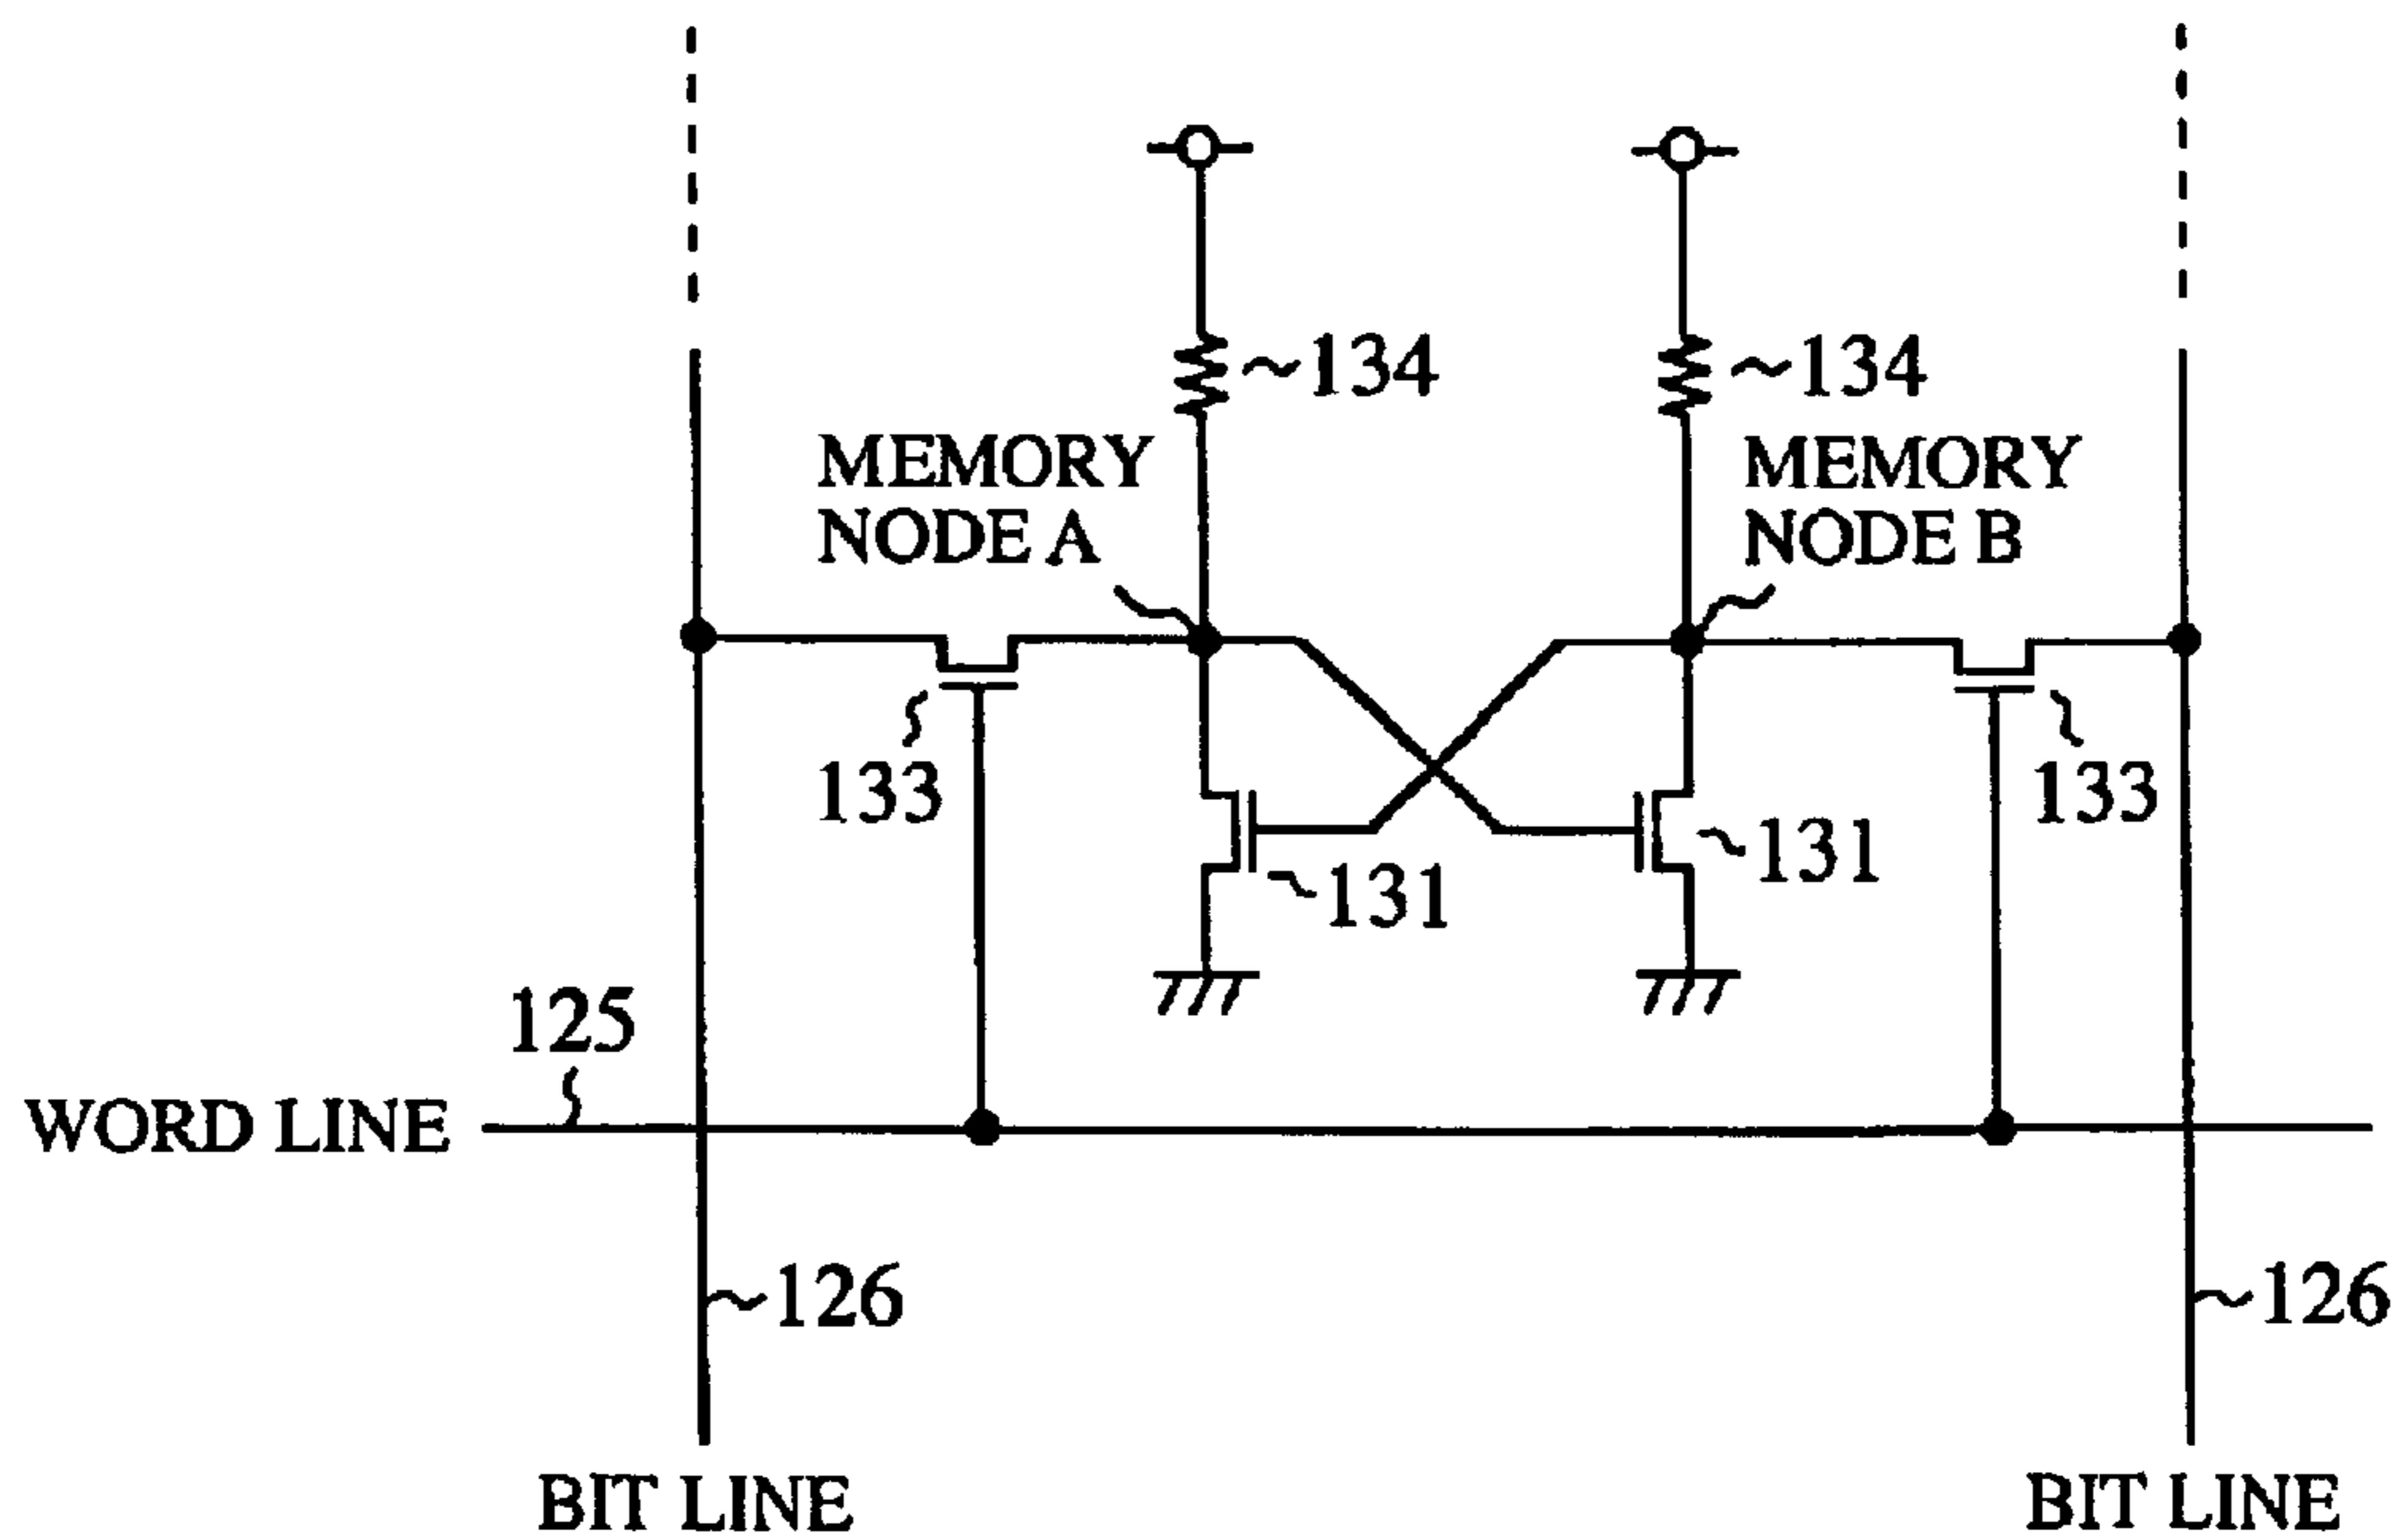 134
134
MEMORY
NODE A
MEMORY
NODE B
133
133
131
131
125
WORD LINE
126
126
BIT LINE
BIT LINE